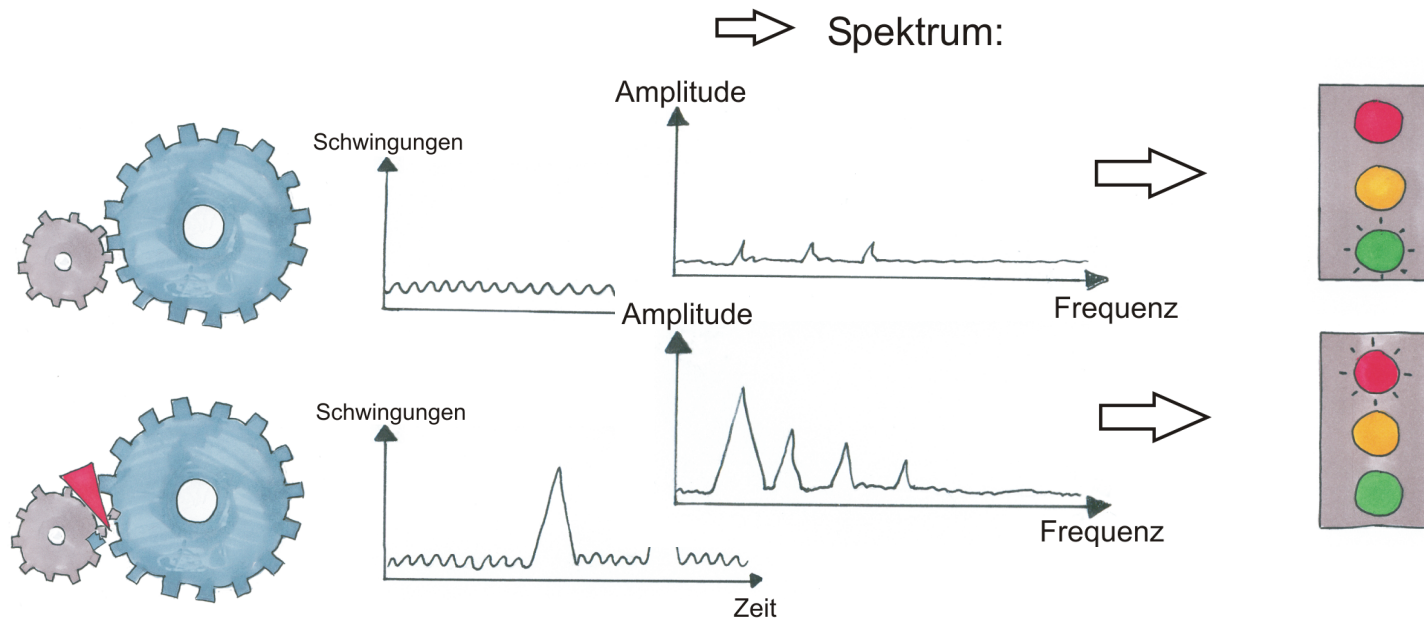 Spektrum:
Amplitude
Schwingungen
Frequenz
Amplitude
Schwingungen
Frequenz
Zeit